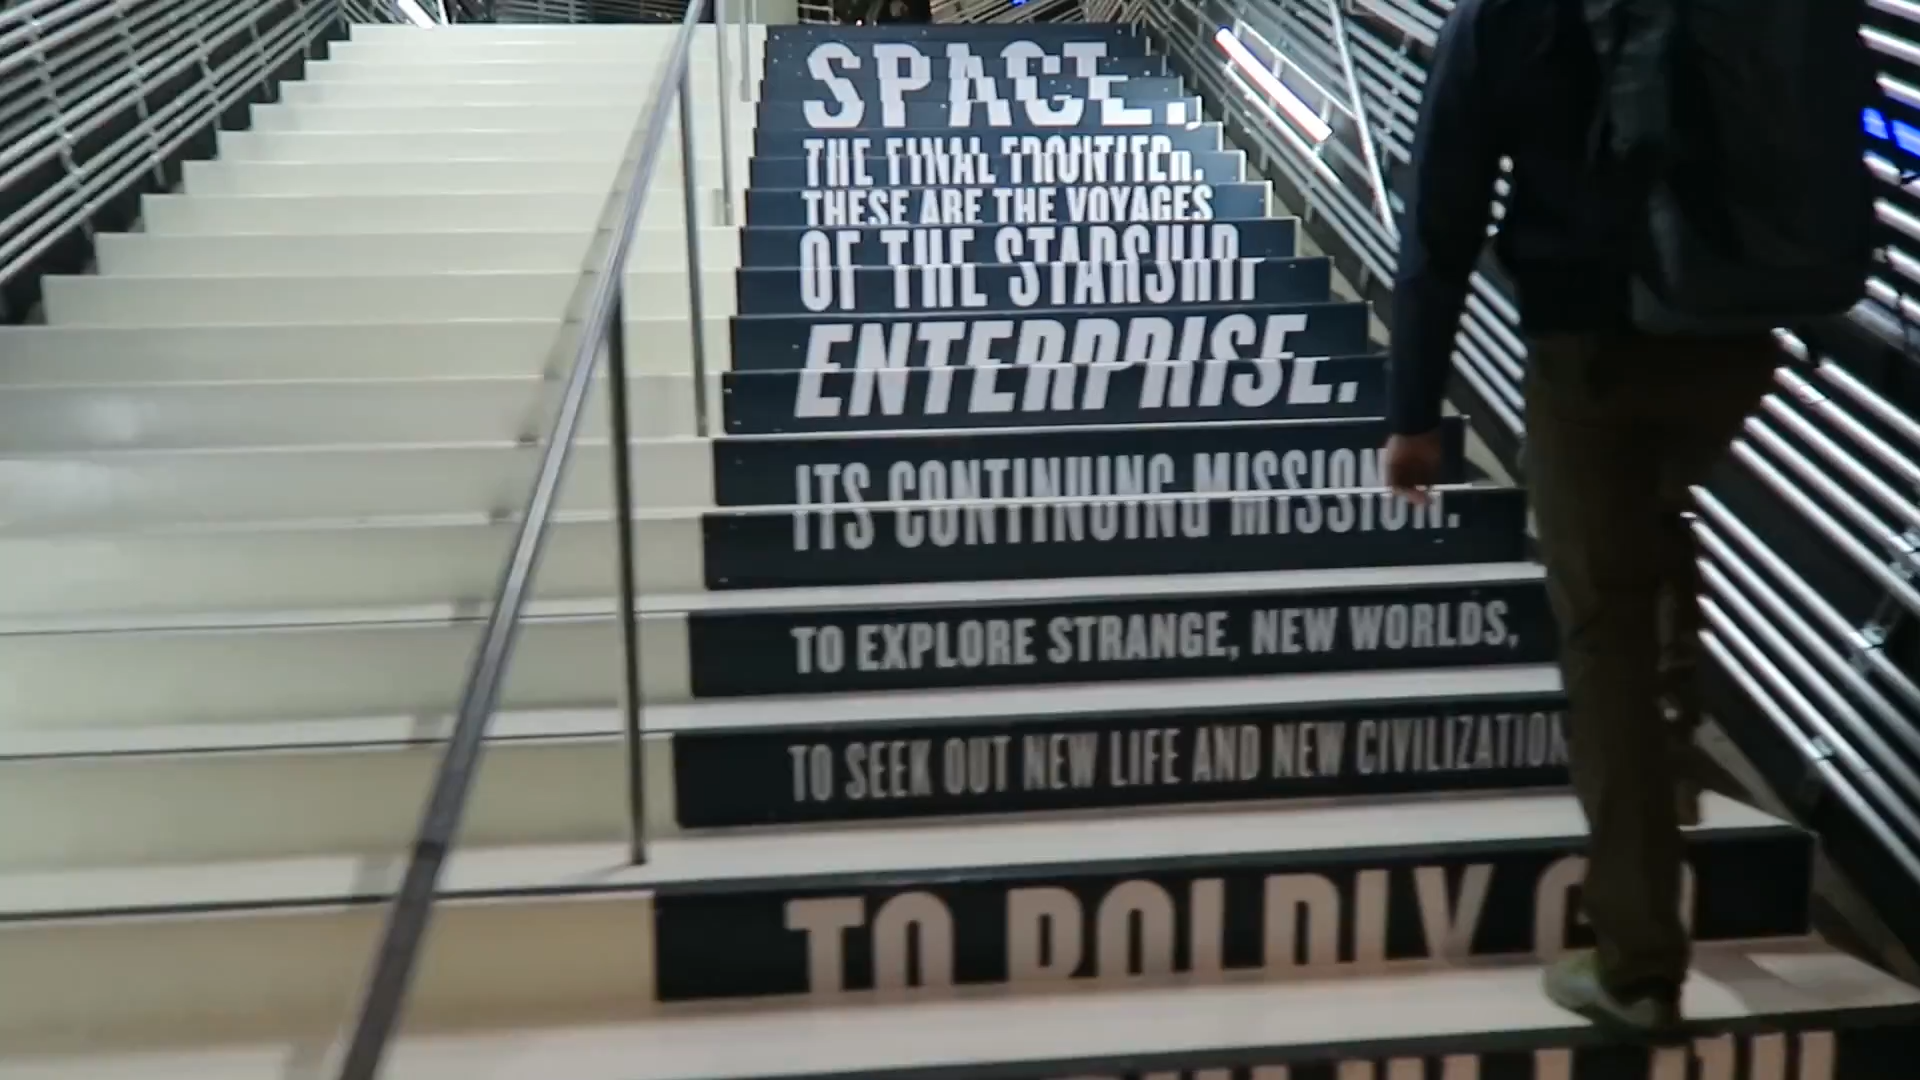 SPACE.
THE FINAL FRONTIER.
THESE ARE THE VOYAGES
OF THE STARSHIP
ENTERPRISE.
ITS CONTINUING MISSION.
TO EXPLORE STRANGE, NEW WORLDS,
TO SEEK OUT NEW LIFE AND NEW CIVILIZATION
TO BOLDLY GO